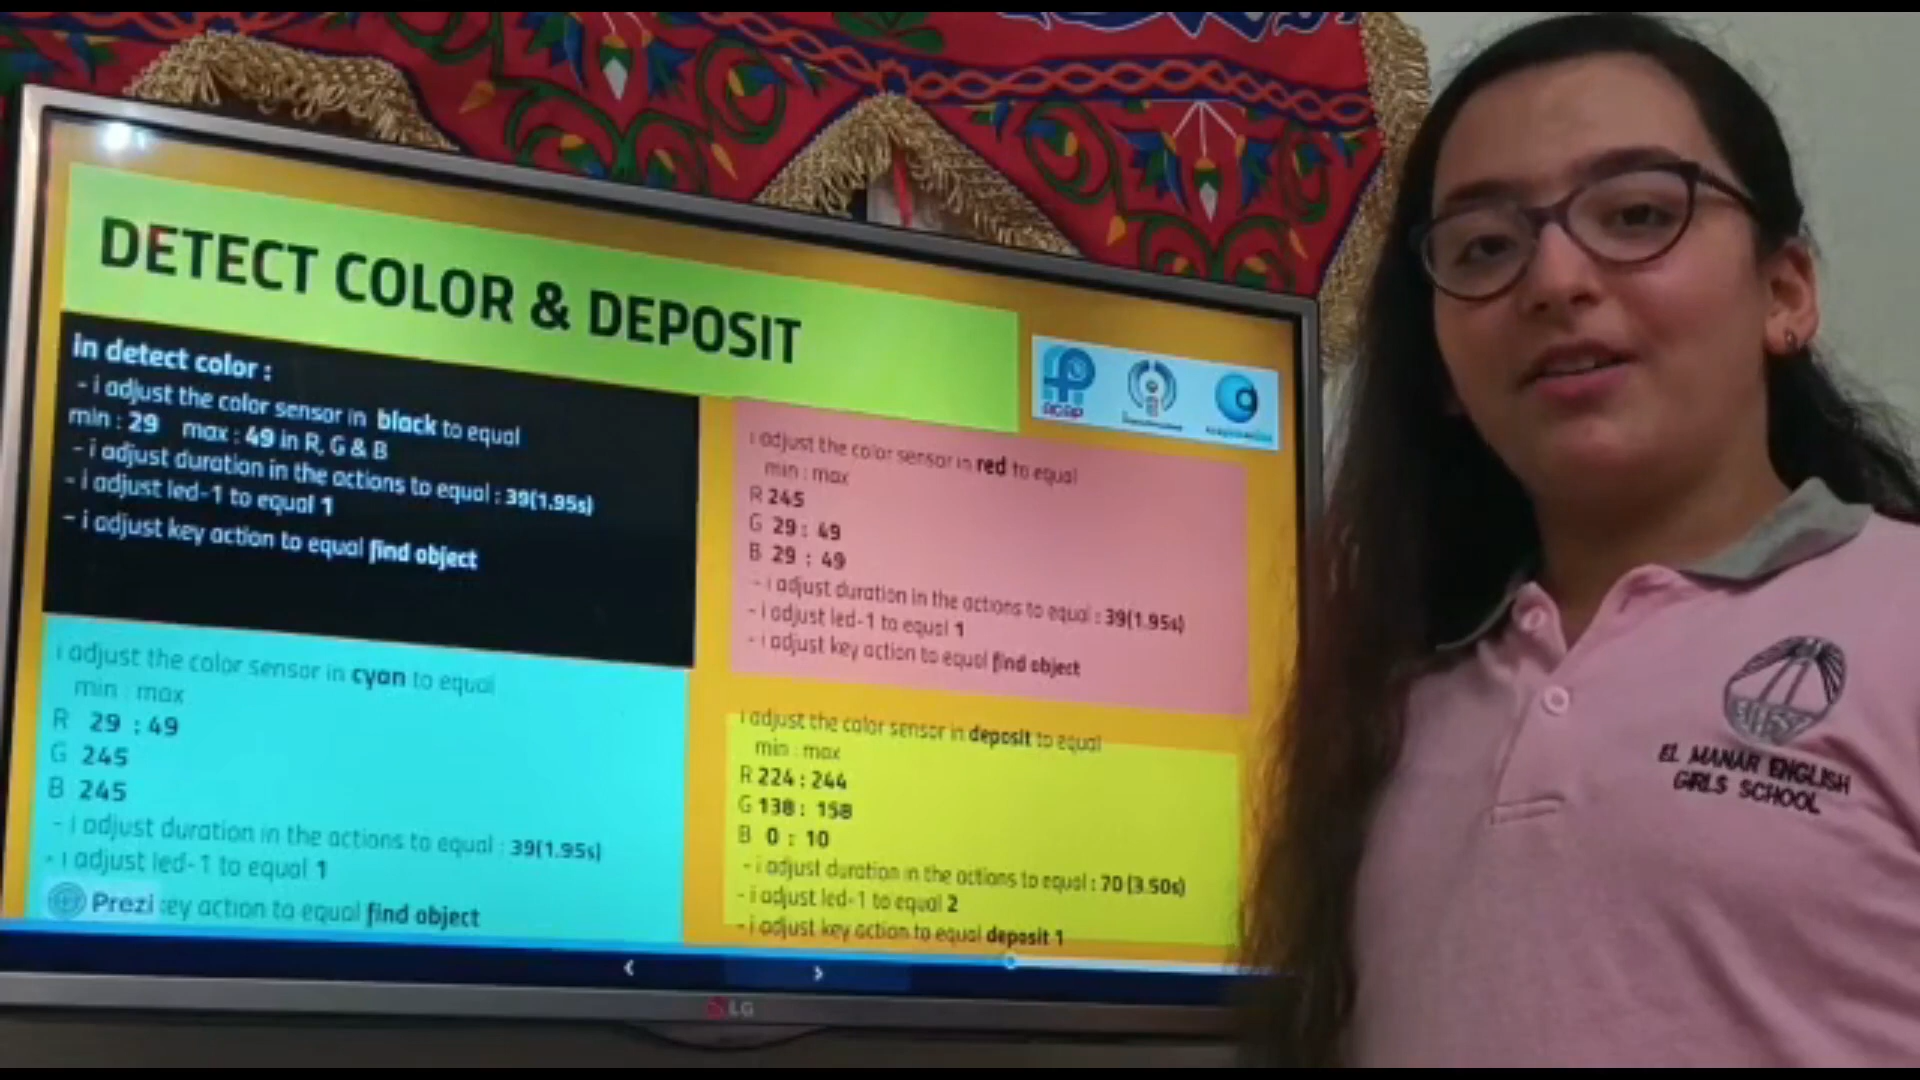 DETECT COLOR & DEPOSIT
in detect color :
- i adjust the color sensor in black to equal
min : 29 max : 49 in R, G & B
- i adjust duration in the actions to equal : 39(1.95s)
- i adjust led-1 to equal 1
- i adjust key action to equal find object
i adjust the color sensor in red to equal
min : max
R 245
G 29 : 49
B 29 : 49
- i adjust duration in the actions to equal : 39(1.95s)
- i adjust led-1 to equal 1
- i adjust key action to equal find object
i adjust the color sensor in cyan to equal
min : max
R 29 : 49
G 245
B 245
- i adjust duration in the actions to equal : 39(1.95s)
- i adjust led-1 to equal 1
Prezi key action to equal find object
i adjust the color sensor in deposit to equal
min : max
R 224 : 244
G 138 : 158
B 0 : 10
- i adjust duration in the actions to equal : 70 (3.50s)
- i adjust led-1 to equal 2
- i adjust key action to equal deposit 1
LG
EL MANAR ENGLISH
GIRLS SCHOOL